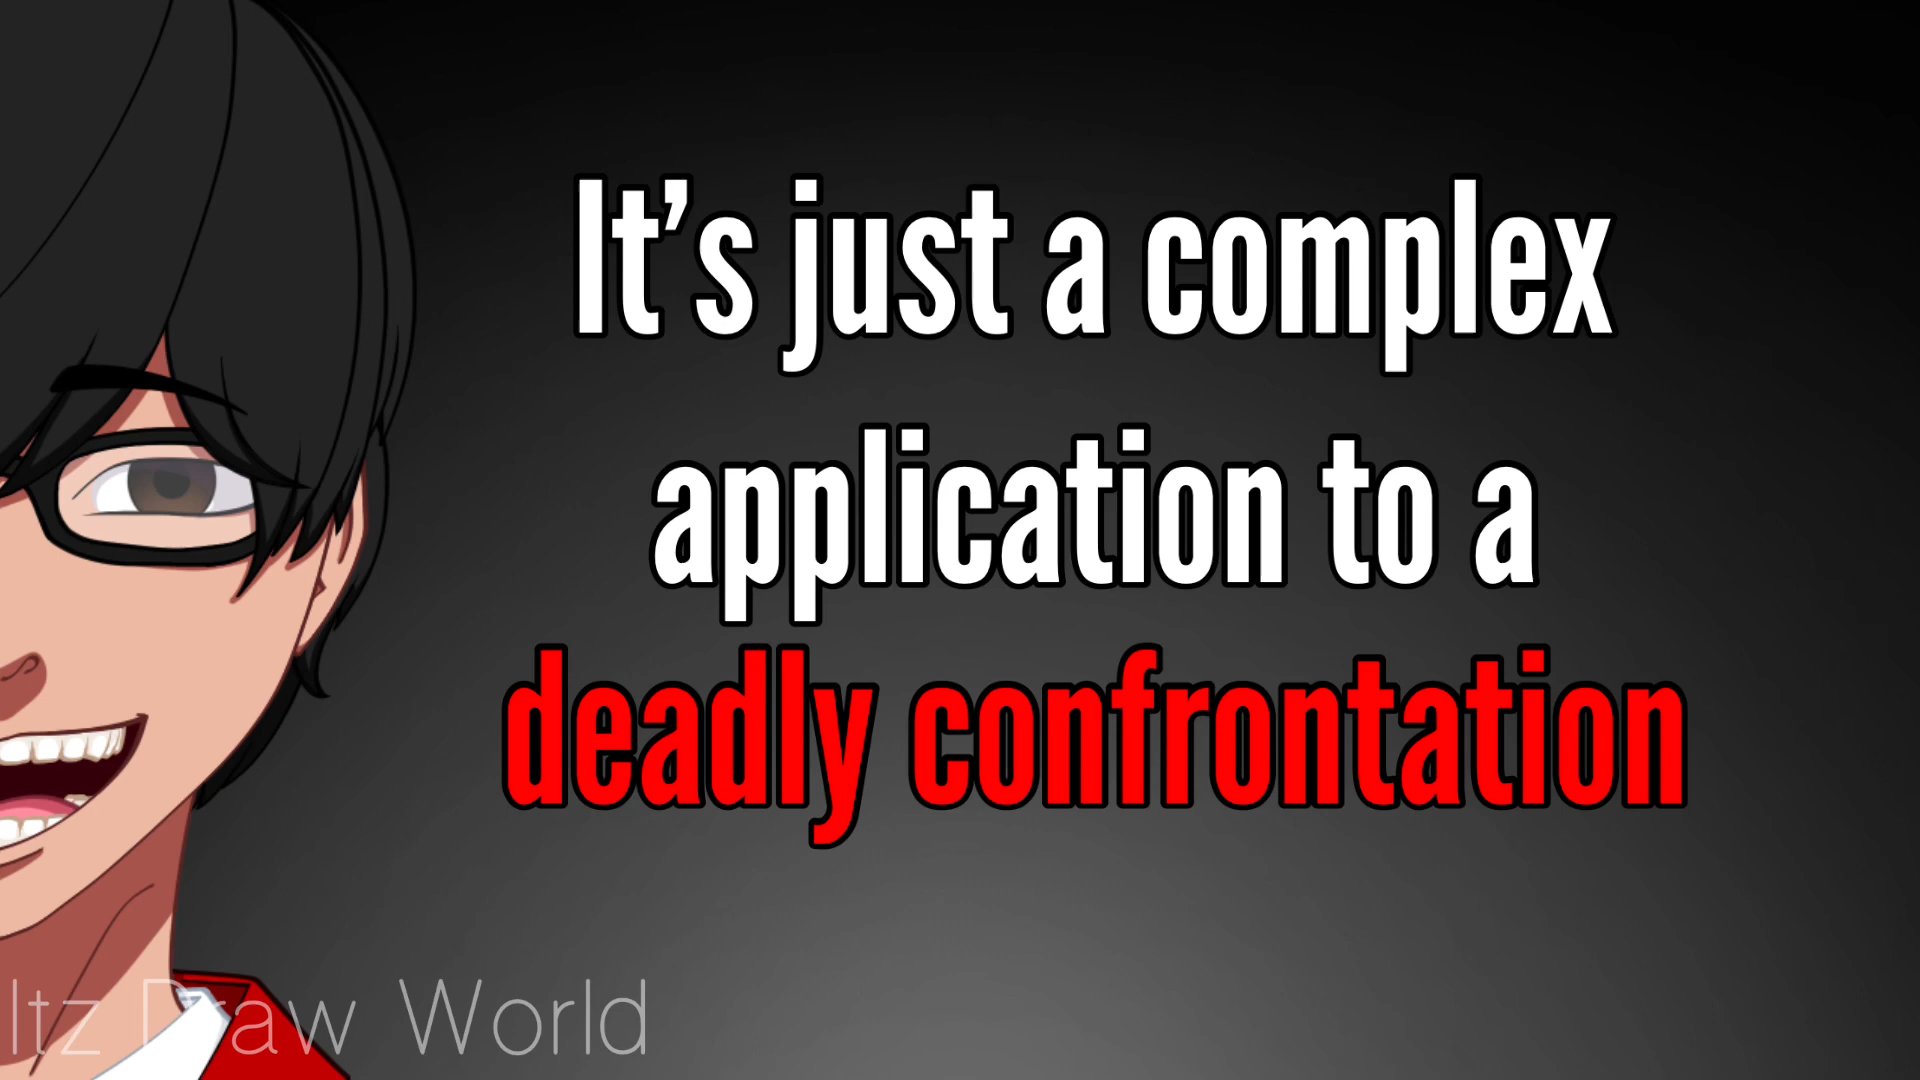 It’s just a complex
application to a
deadly confrontation
Itz Draw World